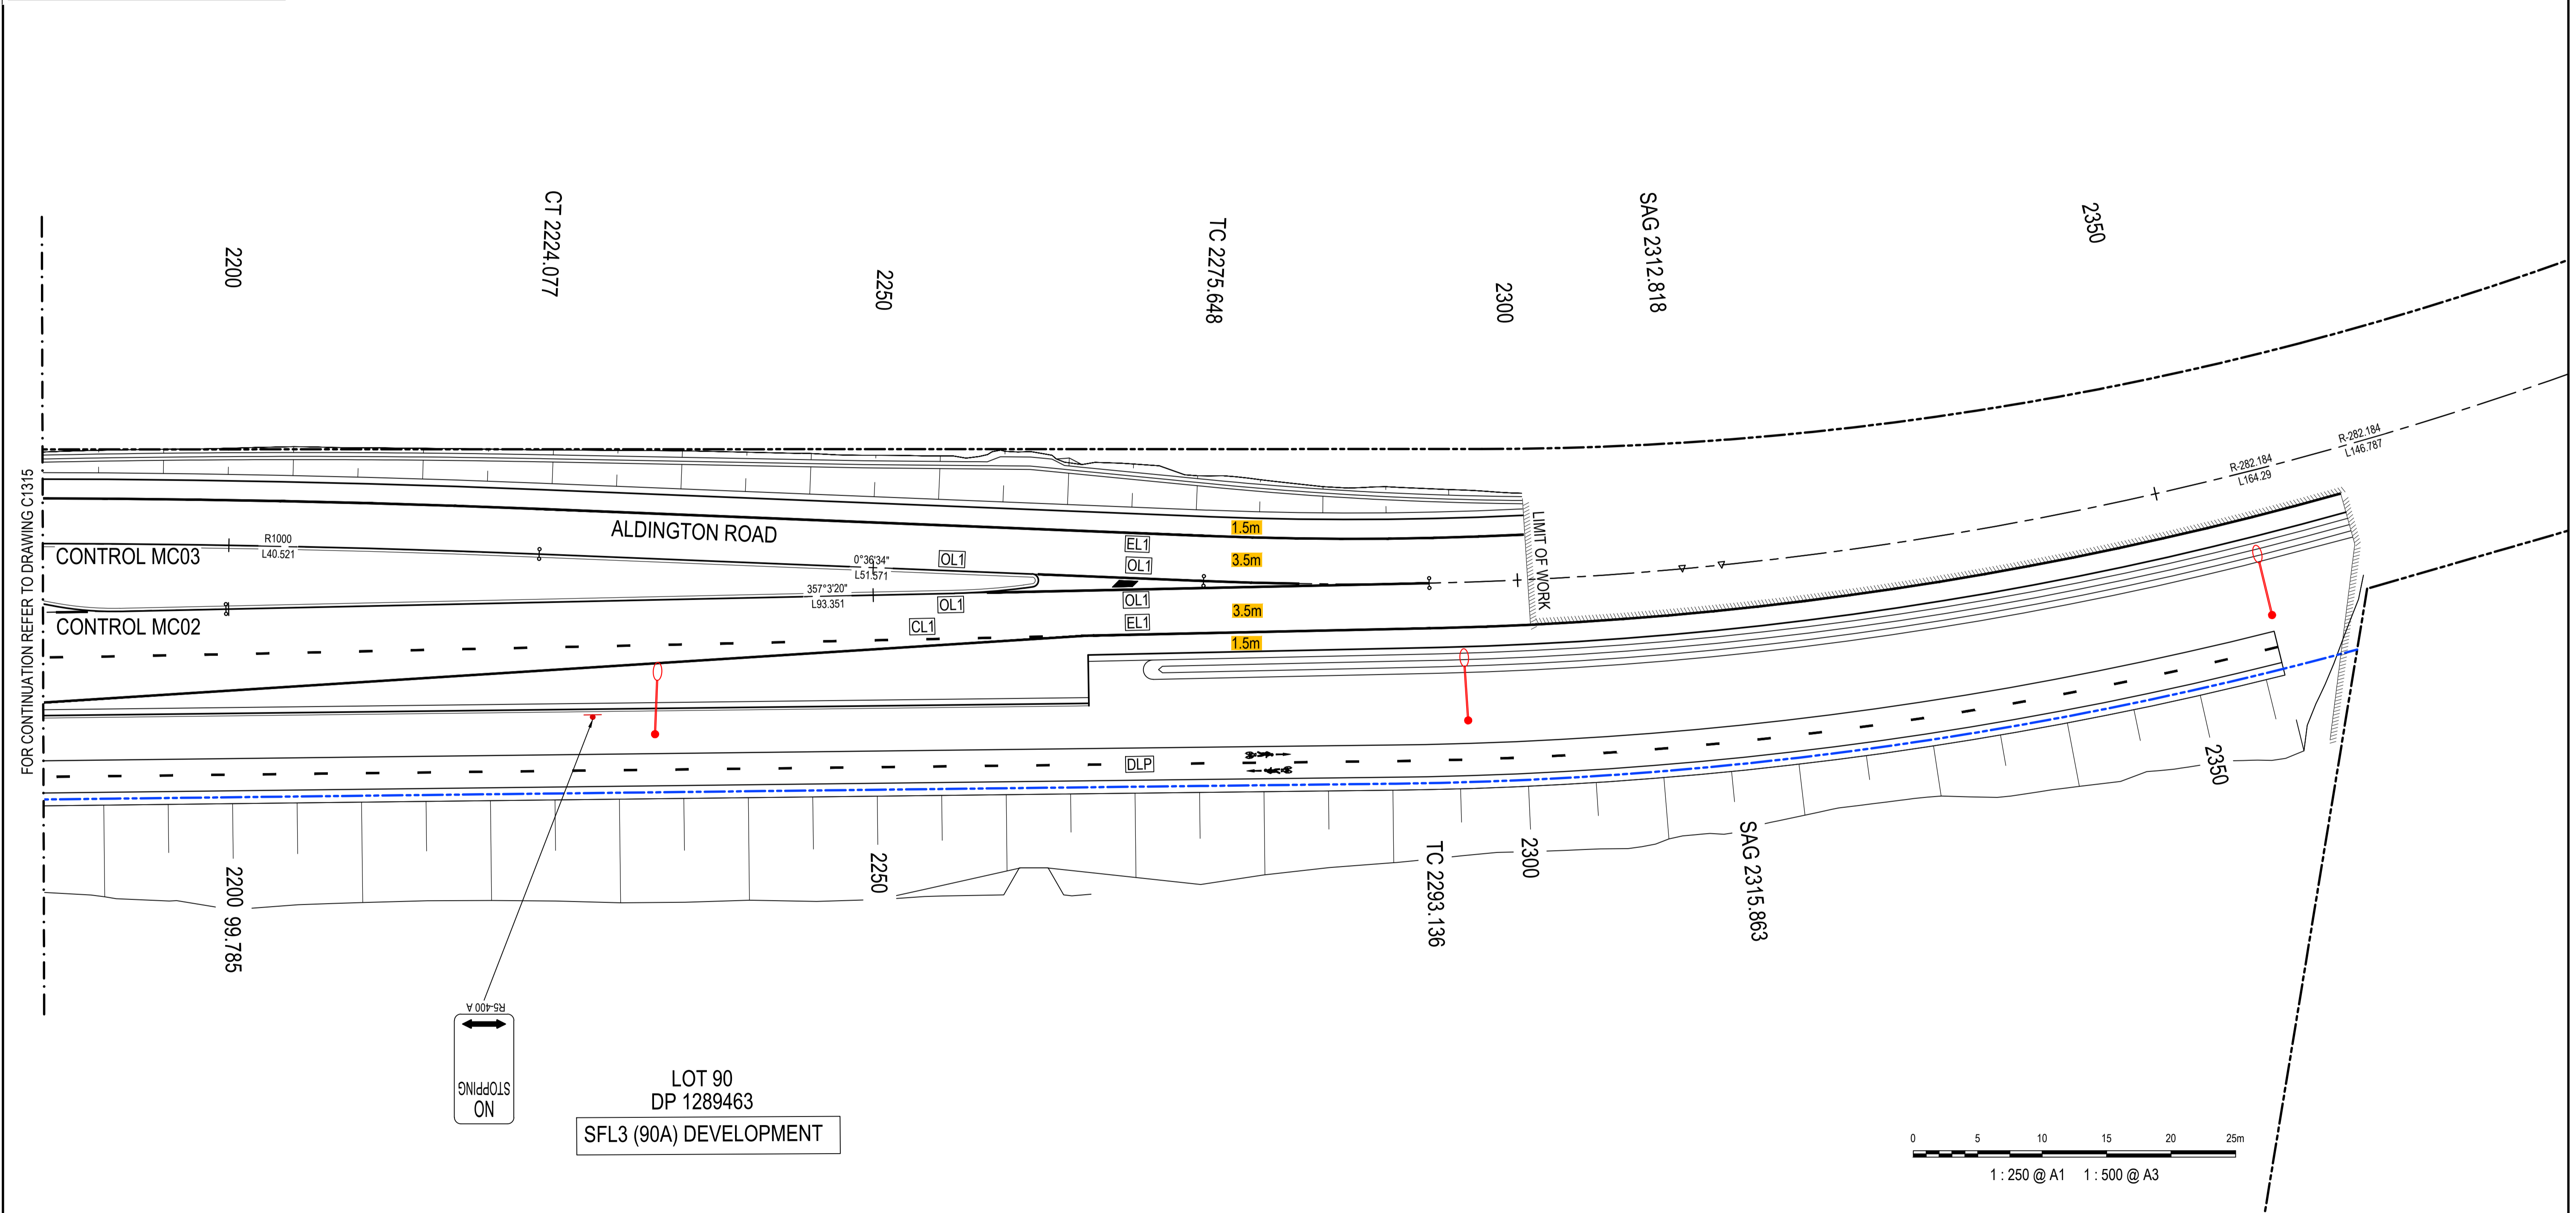 2200
CT 2224.077
2250
TC 2275.648
2300
SAG 2312.818
2350
FOR CONTINUATION REFER TO DRAWING C1315
R-282.184
L146.787
R-282.184
L164.29
LIMIT OF WORK
ALDINGTON ROAD
1.5m
CONTROL MC03
R1000
L40.521
0°36'34"
L51.571
OL1
EL1
OL1
3.5m
357°3'20"
L93.351
OL1
OL1
3.5m
CONTROL MC02
CL1
EL1
1.5m
DLP
2350
2200
99.785
2250
TC 2293.136
2300
SAG 2315.863
R5-400 A
NO
STOPPING
LOT 90
DP 1289463
SFL3 (90A) DEVELOPMENT
0 5 10 15 20 25m
1 : 250 @ A1 1 : 500 @ A3